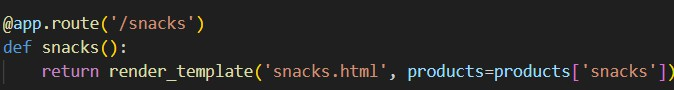 @app.route('/snacks')
def snacks():
    return render_template('snacks.html', products=products['snacks'])